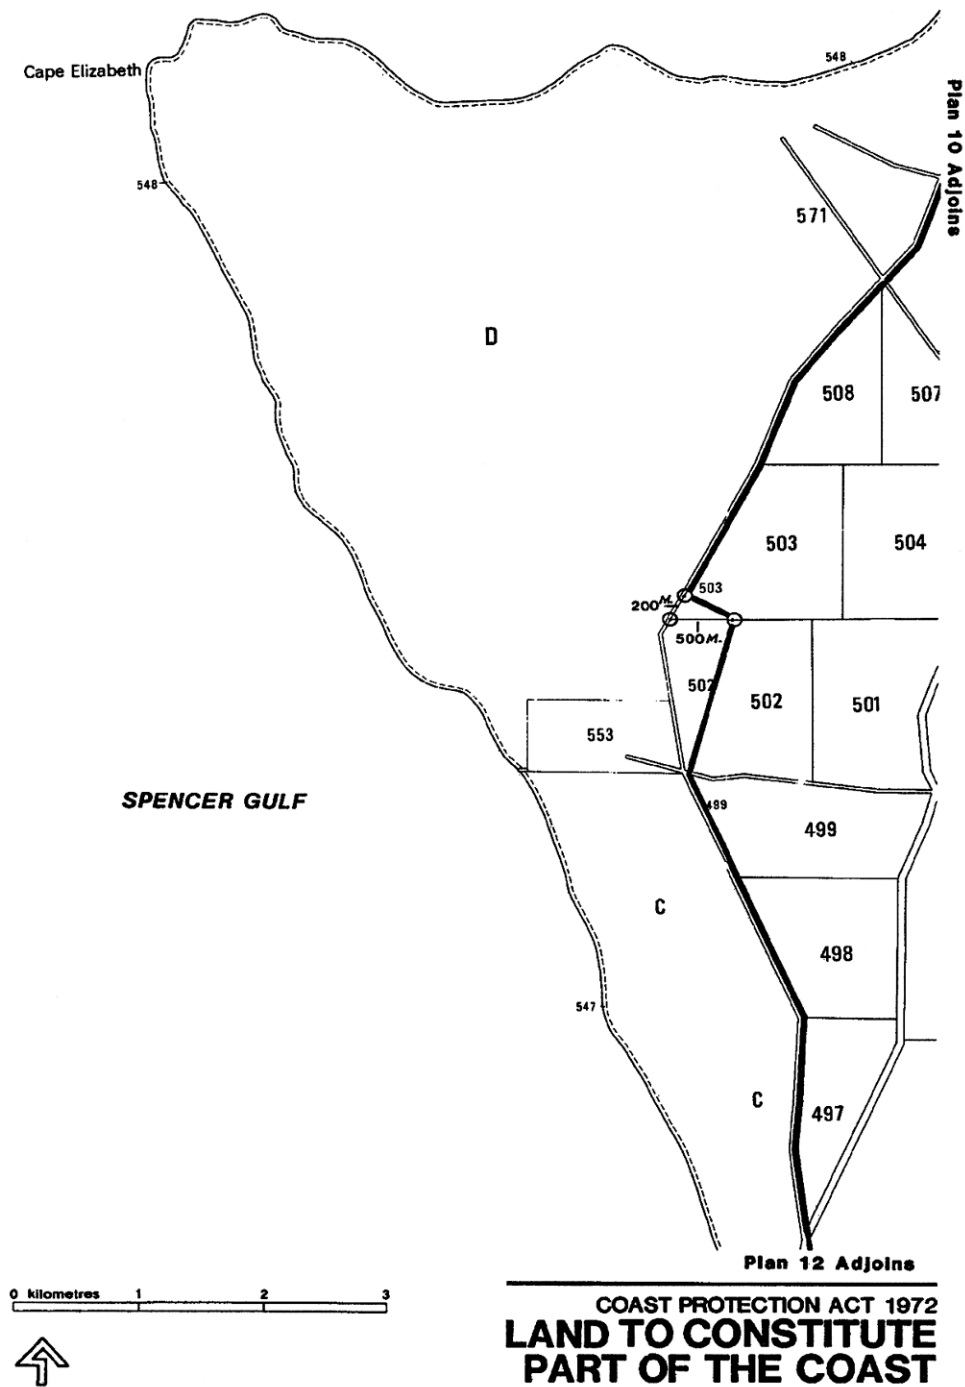 548
Cape Elizabeth
Plan 10 Adjoins
548
571
D
508
507
503
504
503
200M.
500M.
502
502
501
553
SPENCER GULF
499
499
C
498
547
C
497
Plan 12 Adjoins
0 kilometres 1 2 3
COAST PROTECTION ACT 1972
LAND TO CONSTITUTE
PART OF THE COAST